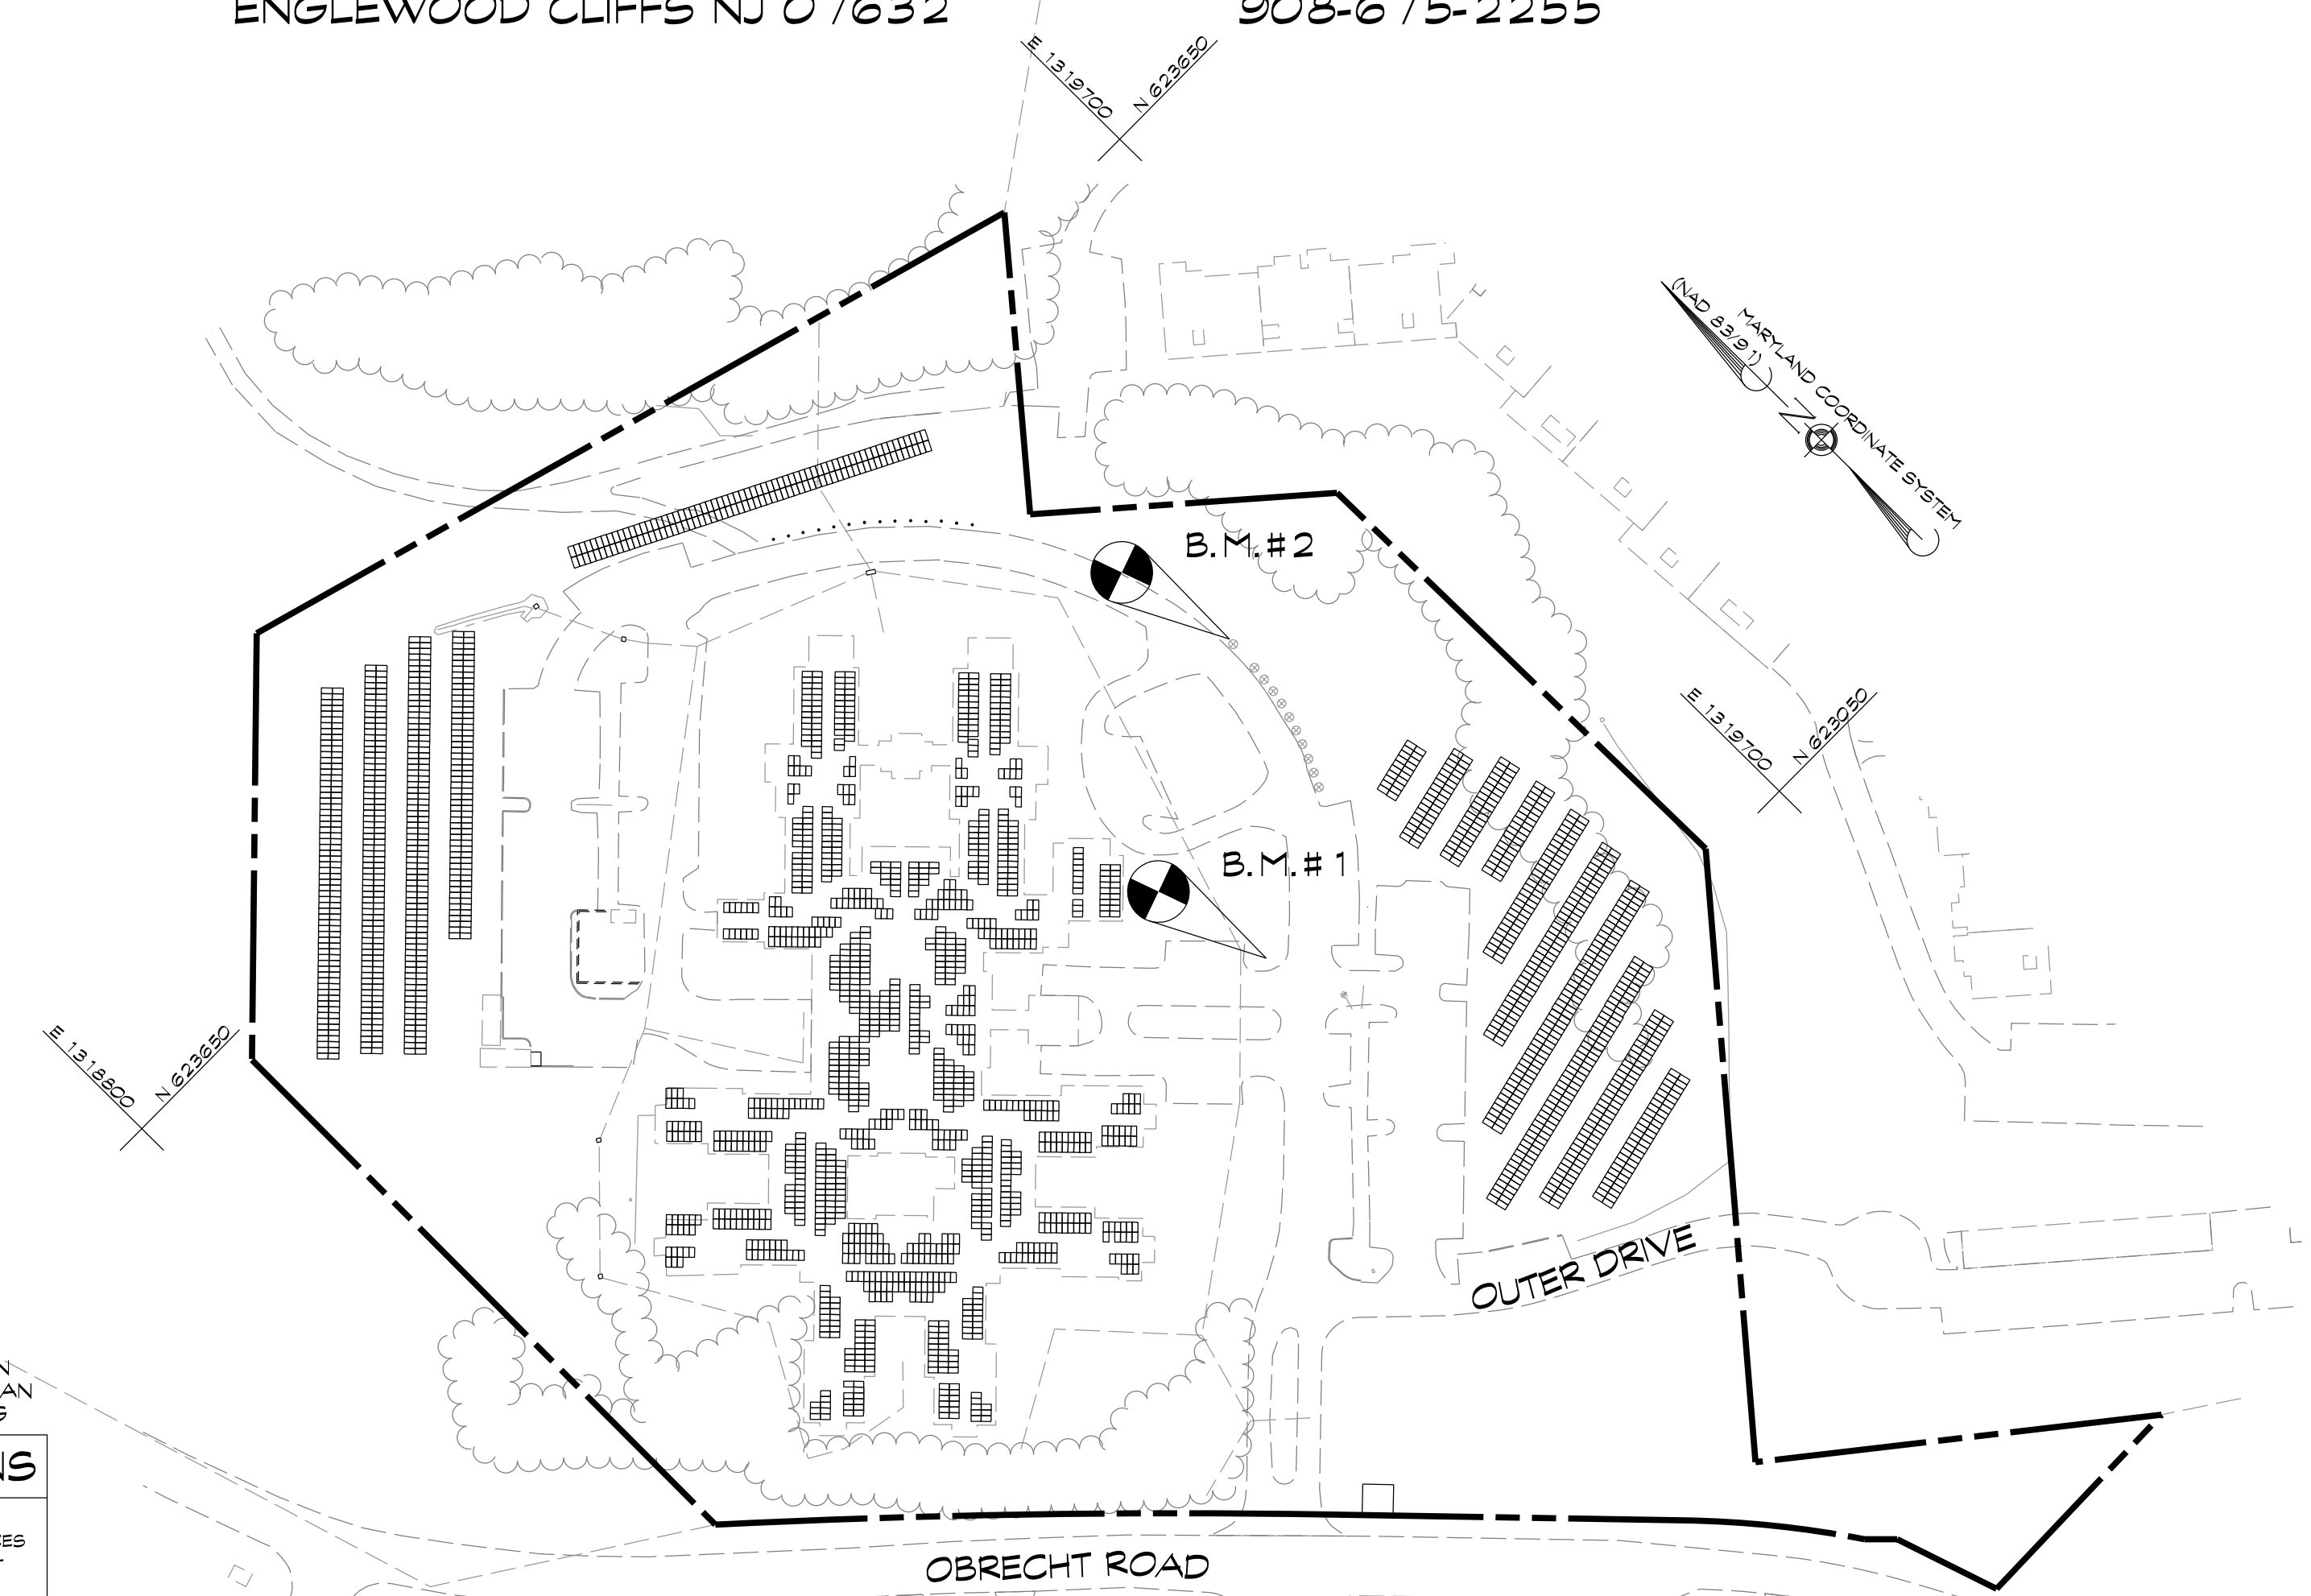 ENGLEWOOD CLIFFS NJ 07632
908-675-2255
E 1319700
N 623650
(NAD 83/91)
MARYLAND COORDINATE SYSTEM
N
B.M.#2
E 1319700
N 623050
B.M.#1
E 1318800
N 623650
OUTER DRIVE
OBRECHT ROAD